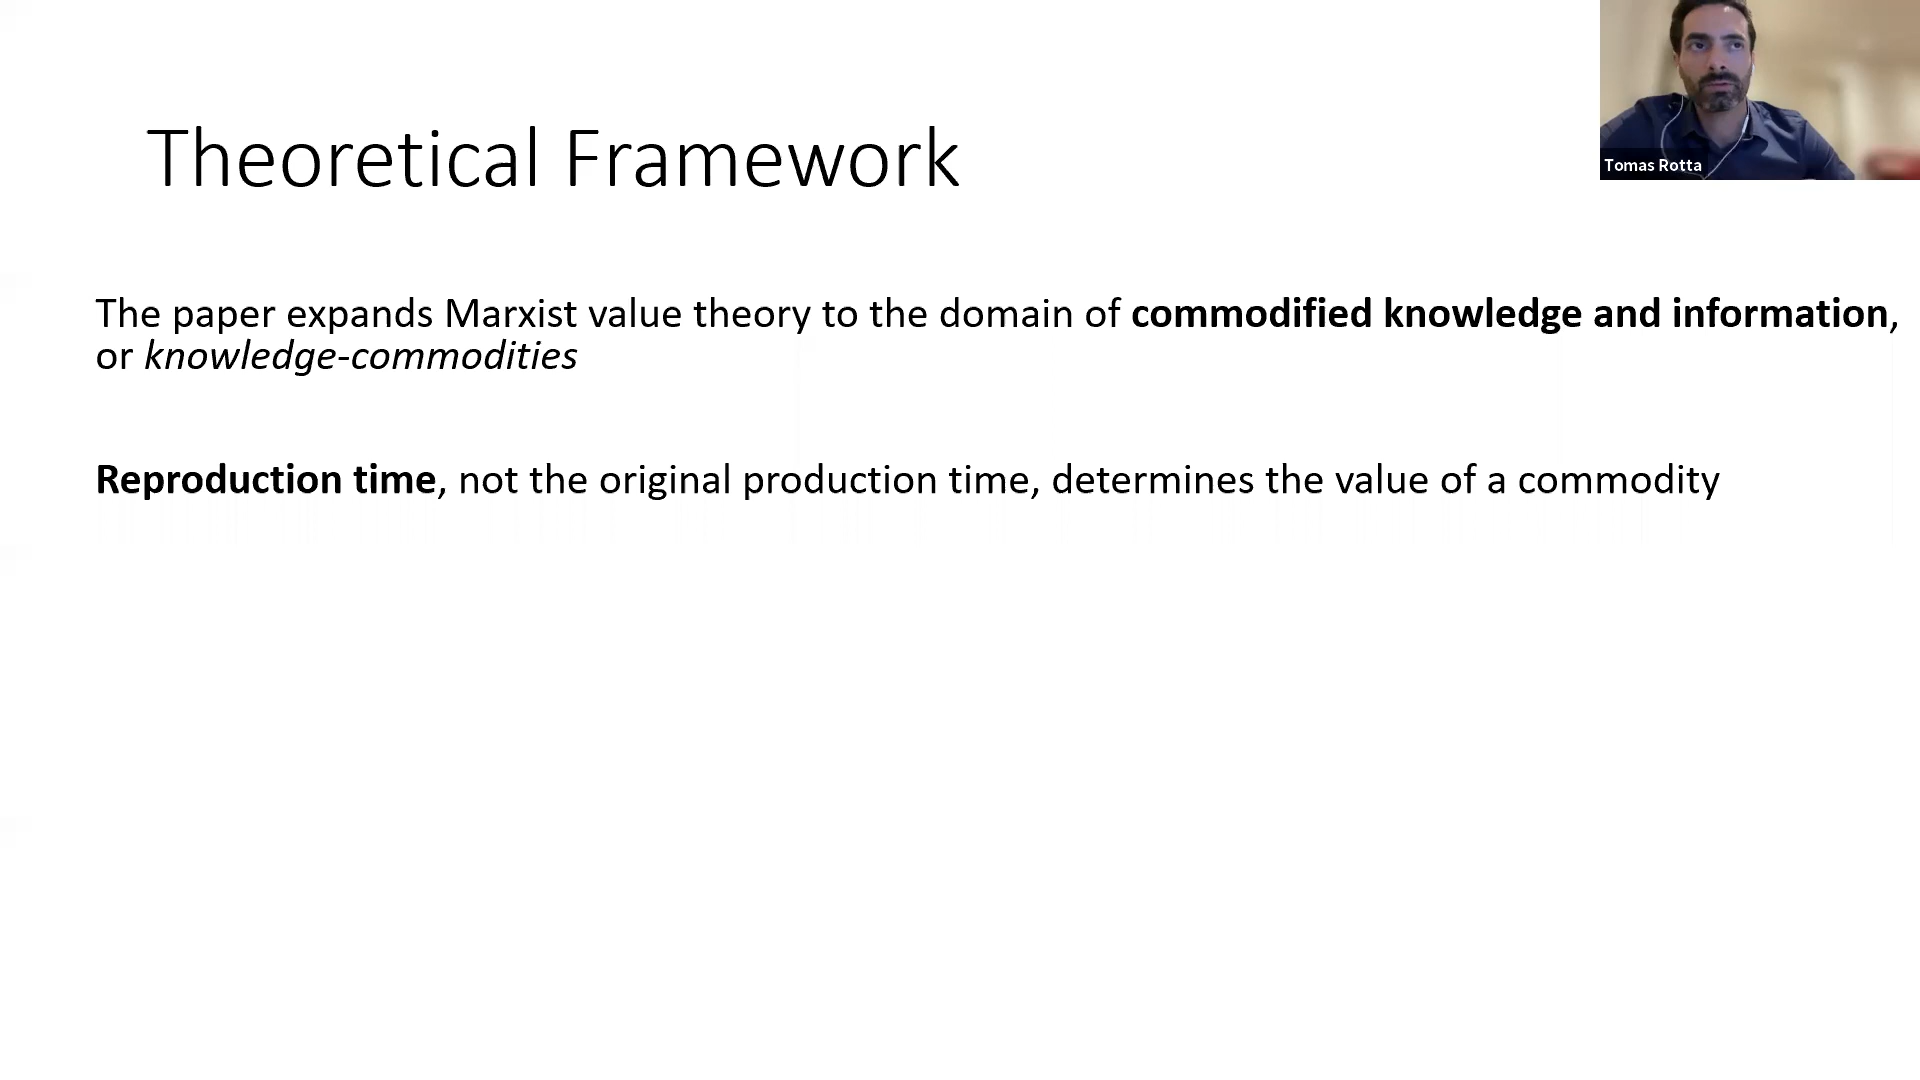 Theoretical Framework
Tomas Rotta
The paper expands Marxist value theory to the domain of commodified knowledge and information,
or knowledge-commodities
Reproduction time, not the original production time, determines the value of a commodity